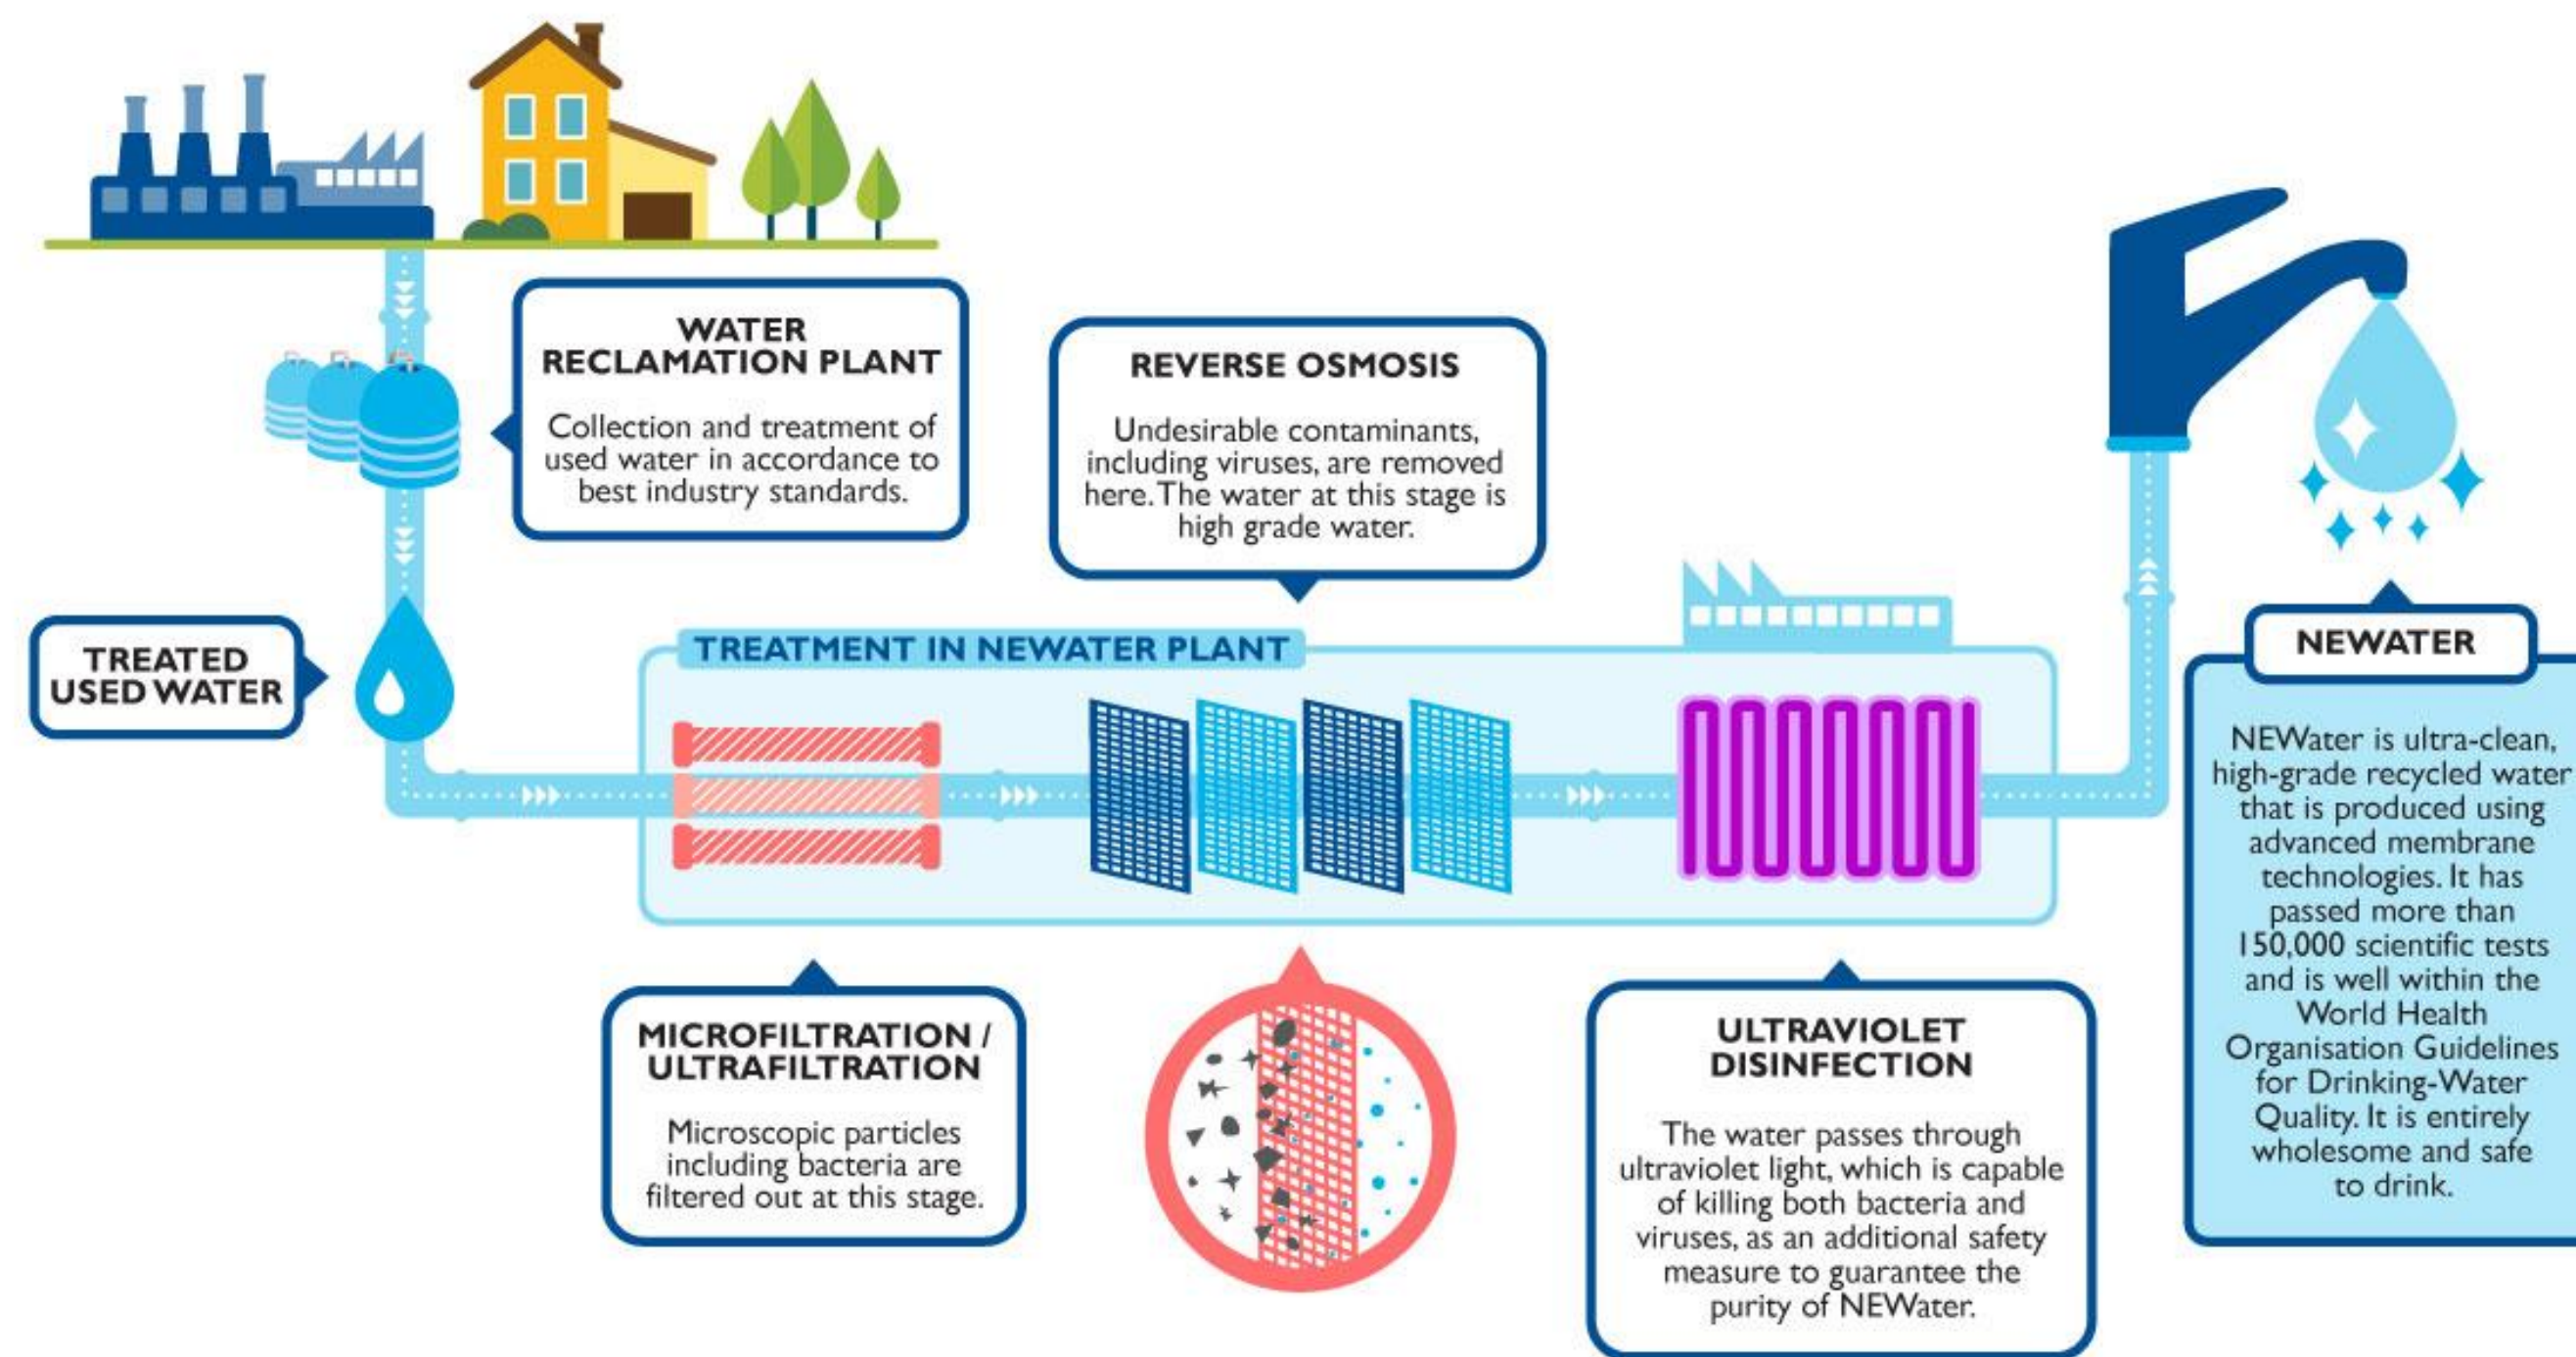 WATER
RECLAMATION PLANT
Collection and treatment of
used water in accordance to
best industry standards.
REVERSE OSMOSIS
Undesirable contaminants,
including viruses, are removed
here. The water at this stage is
high grade water.
TREATED
USED WATER
TREATMENT IN NEWATER PLANT
MICROFILTRATION /
ULTRAFILTRATION
Microscopic particles
including bacteria are
filtered out at this stage.
ULTRAVIOLET
DISINFECTION
The water passes through
ultraviolet light, which is capable
of killing both bacteria and
viruses, as an additional safety
measure to guarantee the
purity of NEWater.
NEWATER
NEWater is ultra-clean,
high-grade recycled water
that is produced using
advanced membrane
technologies. It has
passed more than
150,000 scientific tests
and is well within the
World Health
Organisation Guidelines
for Drinking-Water
Quality. It is entirely
wholesome and safe
to drink.